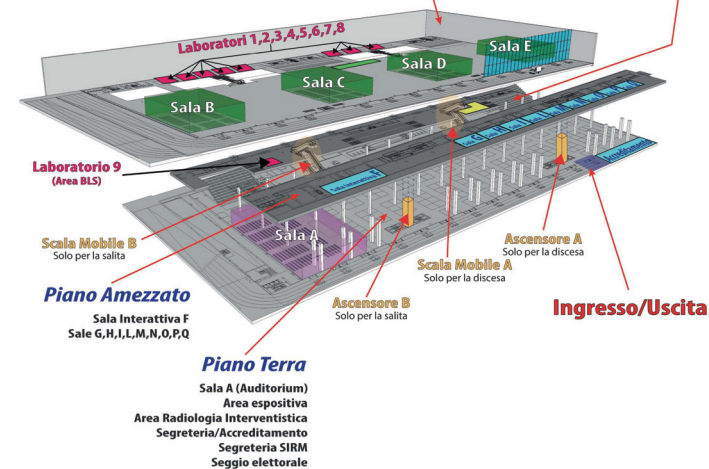 Laboratori 1,2,3,4,5,6,7,8
Sala E
Sala D
Sala C
Sala B
Laboratorio 9
(Area BLS)
Sala Interattiva F
Accreditamento
Sala A
Scala Mobile B
Solo per la salita
Ascensore A
Solo per la discesa
Scala Mobile A
Solo per la discesa
Ascensore B
Solo per la salita
Ingresso/Uscita
Piano Amezzato
Sala Interattiva F
Sale G,H,I,L,M,N,O,P,Q
Piano Terra
Sala A (Auditorium)
Area espositiva
Area Radiologia Interventistica
Segreteria/Accreditamento
Segreteria SIRM
Seggio elettorale